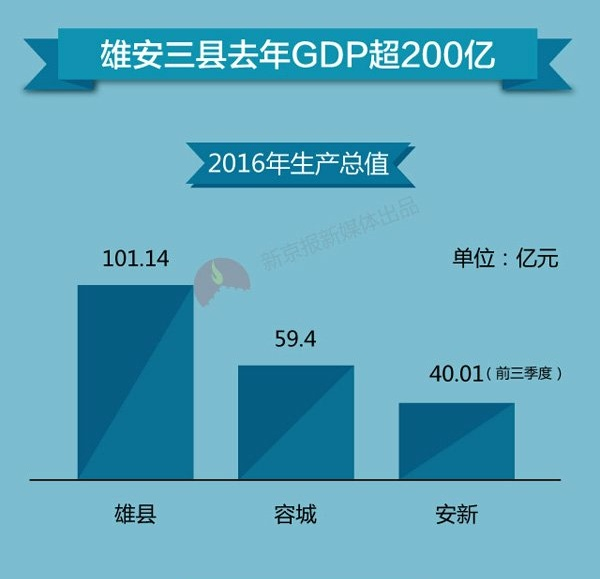 雄安三县去年GDP超200亿
2016年生产总值
新京报新媒体出品
单位：亿元
101.14
59.4
40.01（前三季度）
雄县
容城
安新